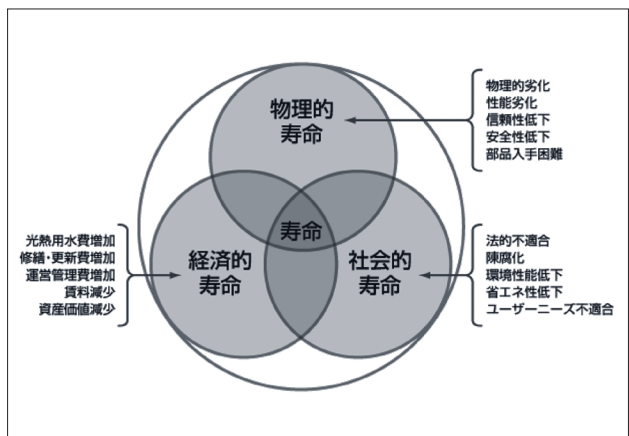 物理的
寿命
物理的劣化
性能劣化
信頼性低下
安全性低下
部品入手困難
寿命
経済的
寿命
光熱用水費増加
修繕・更新費増加
運営管理費増加
賃料減少
資産価値減少
社会的
寿命
法的不適合
陳腐化
環境性能低下
省エネ性低下
ユーザーニーズ不適合